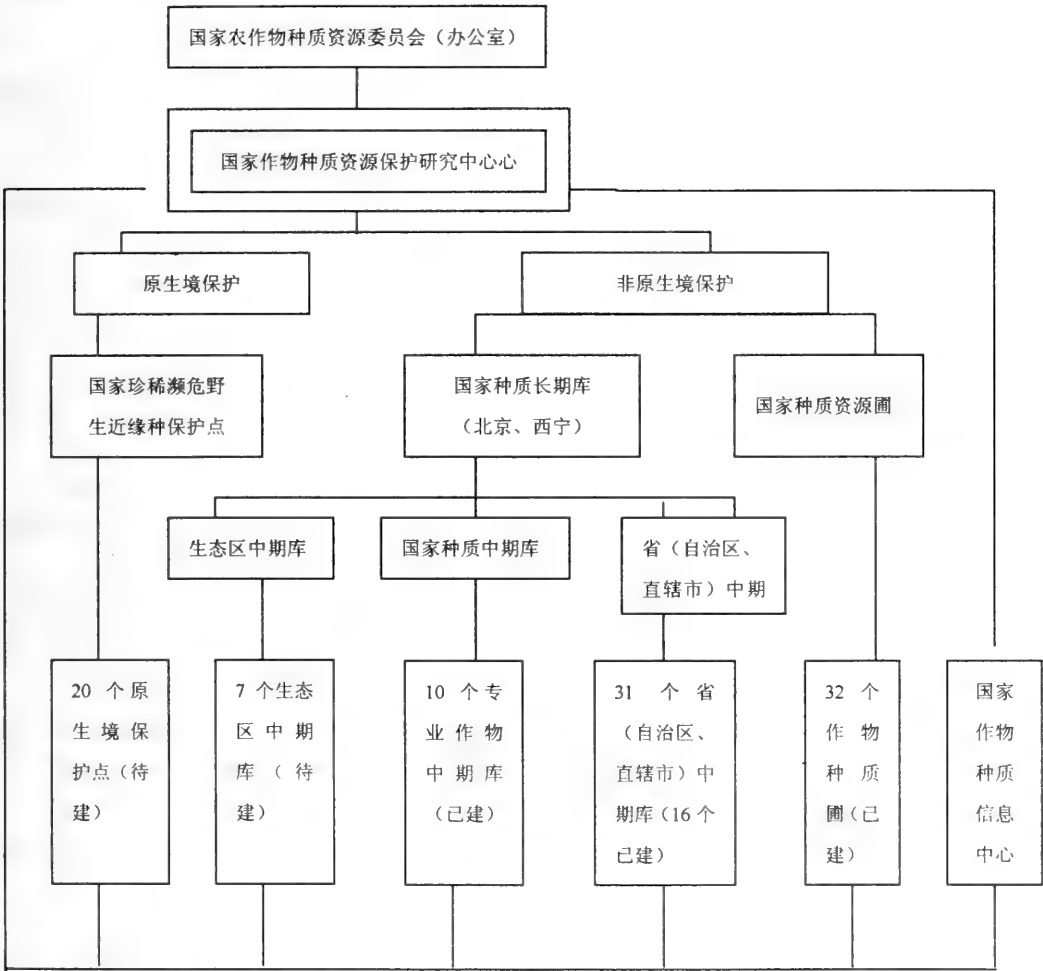 国家农作物种质资源委员会（办公室）
国家作物种质资源保护研究中心心
原生境保护
非原生境保护
国家珍稀濒危野
生近缘种保护点
国家种质长期库
（北京、西宁）
国家种质资源圃
生态区中期库
国家种质中期库
省（自治区、
直辖市）中期
20 个原
生境保
护点（待
建）
7 个生态
区中期
库（待
建）
10 个专
业作物
中期库
（已建）
31 个省
（自治区、
直辖市）中
期库（16 个
已建）
32 个
作物
种质
圃（已
建）
国家
作物
种质
信息
中心